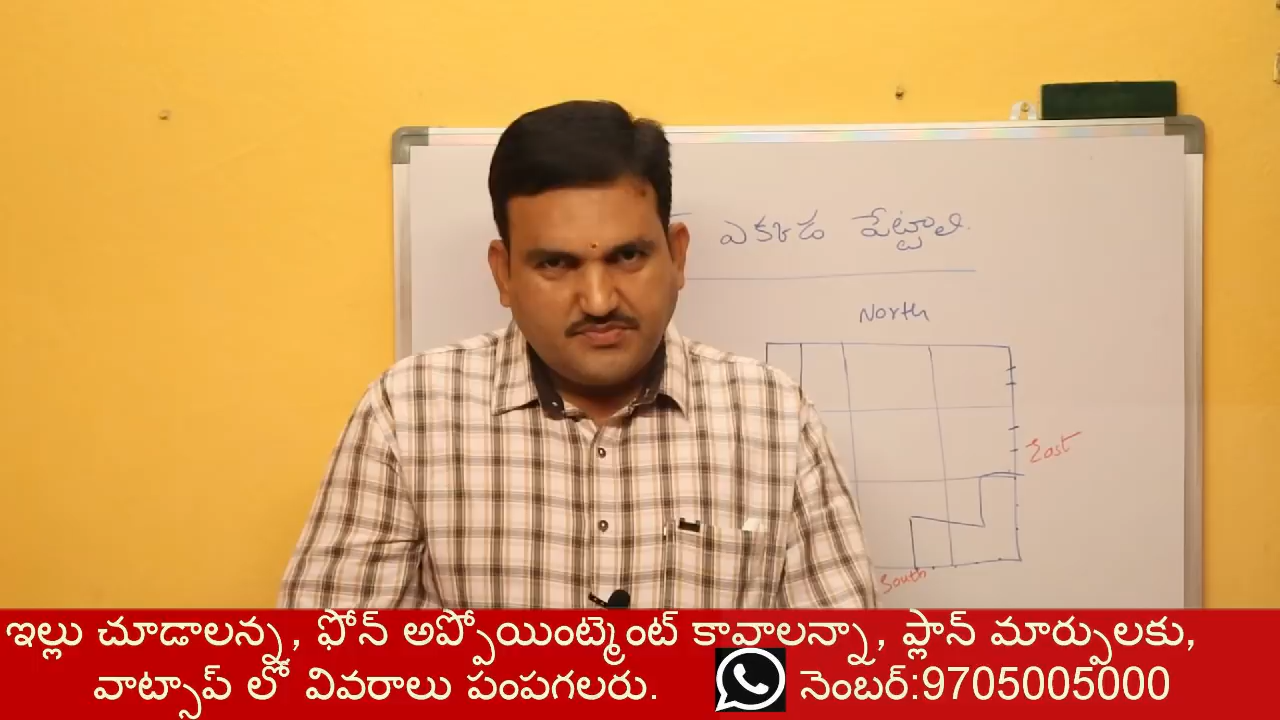 ఎక్కడ పెట్టాలి.
North
East
South
ఇల్లు చూడాలన్న, ఫోన్ అప్పోయింట్మెంట్ కావాలన్నా, ప్లాన్ మార్పులకు,
వాట్సాప్ లో వివరాలు పంపగలరు. నెంబర్:9705005000